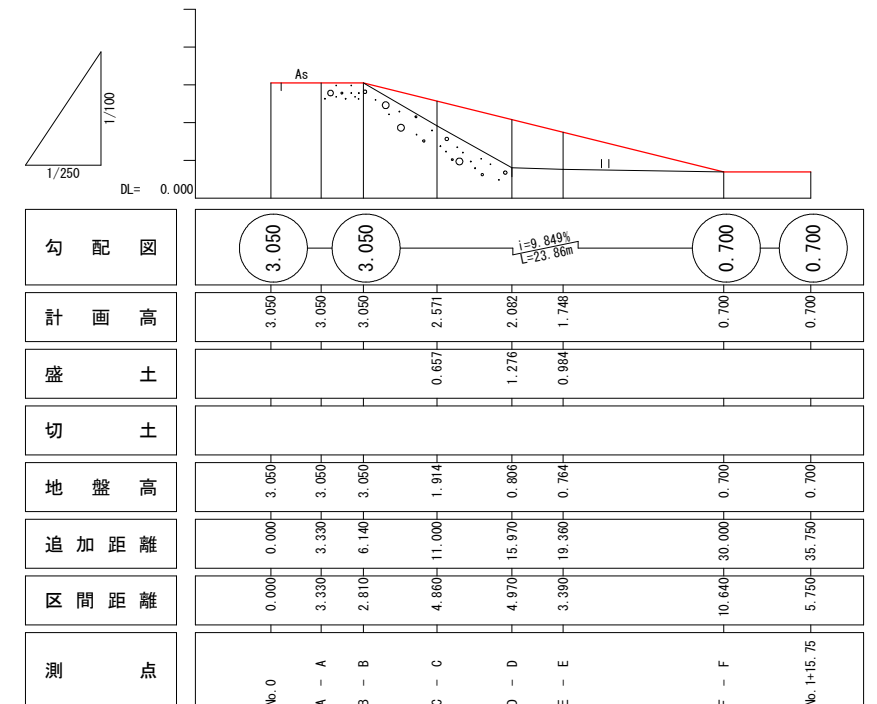 As
1/100
1/250
DL= 0.000
I
II
勾 配 図
3.050 3.050 i=9.849% 0.700 0.700
L=23.86m
計 画 高
3.050 3.050 3.050 2.571 2.082 1.748 0.700 0.700
盛 土
0.657 1.276 0.984
切 土
地 盤 高
3.050 3.050 3.050 1.914 0.806 0.764 0.700 0.700
追 加 距 離
0.000 3.330 6.140 11.000 15.970 19.360 30.000 35.750
区 間 距 離
0.000 3.330 2.810 4.860 4.970 3.390 10.640 5.750
測 点
No.0 A - A B - B C - C D - D E - E F - F No.1+15.75